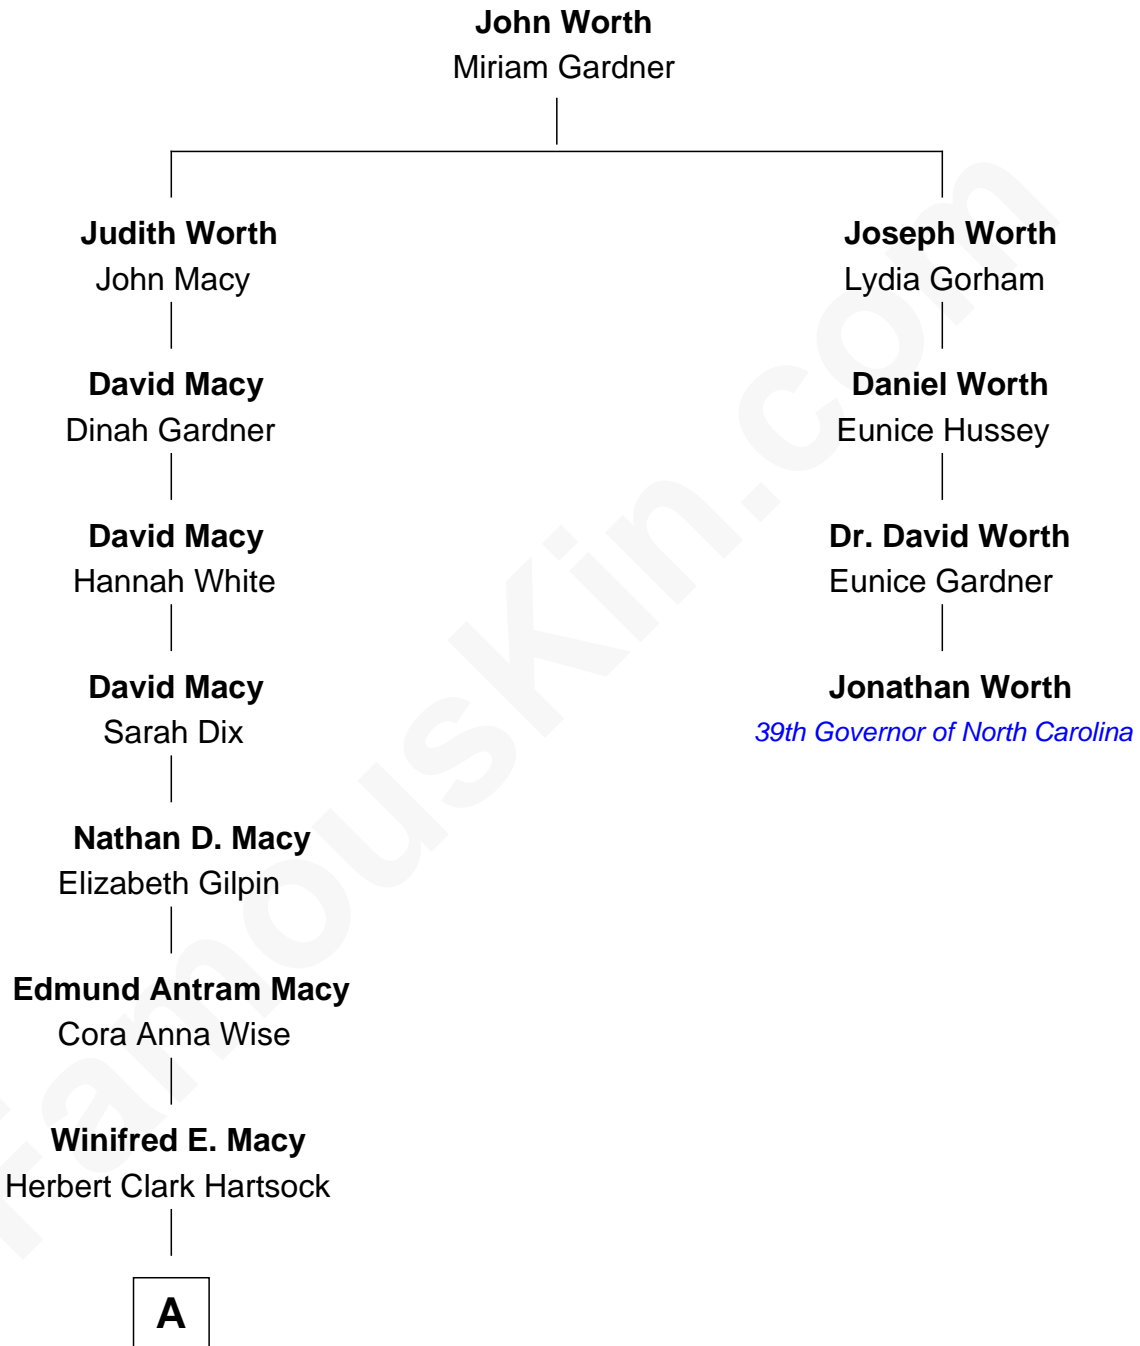 John Worth
Miriam Gardner
Judith Worth
John Macy
David Macy
Dinah Gardner
David Macy
Hannah White
David Macy
Sarah Dix
Nathan D. Macy
Elizabeth Gilpin
Edmund Antram Macy
Cora Anna Wise
Winifred E. Macy
Herbert Clark Hartsock
A
Joseph Worth
Lydia Gorham
Daniel Worth
Eunice Hussey
Dr. David Worth
Eunice Gardner
Jonathan Worth
39th Governor of North Carolina
FamousKin.com